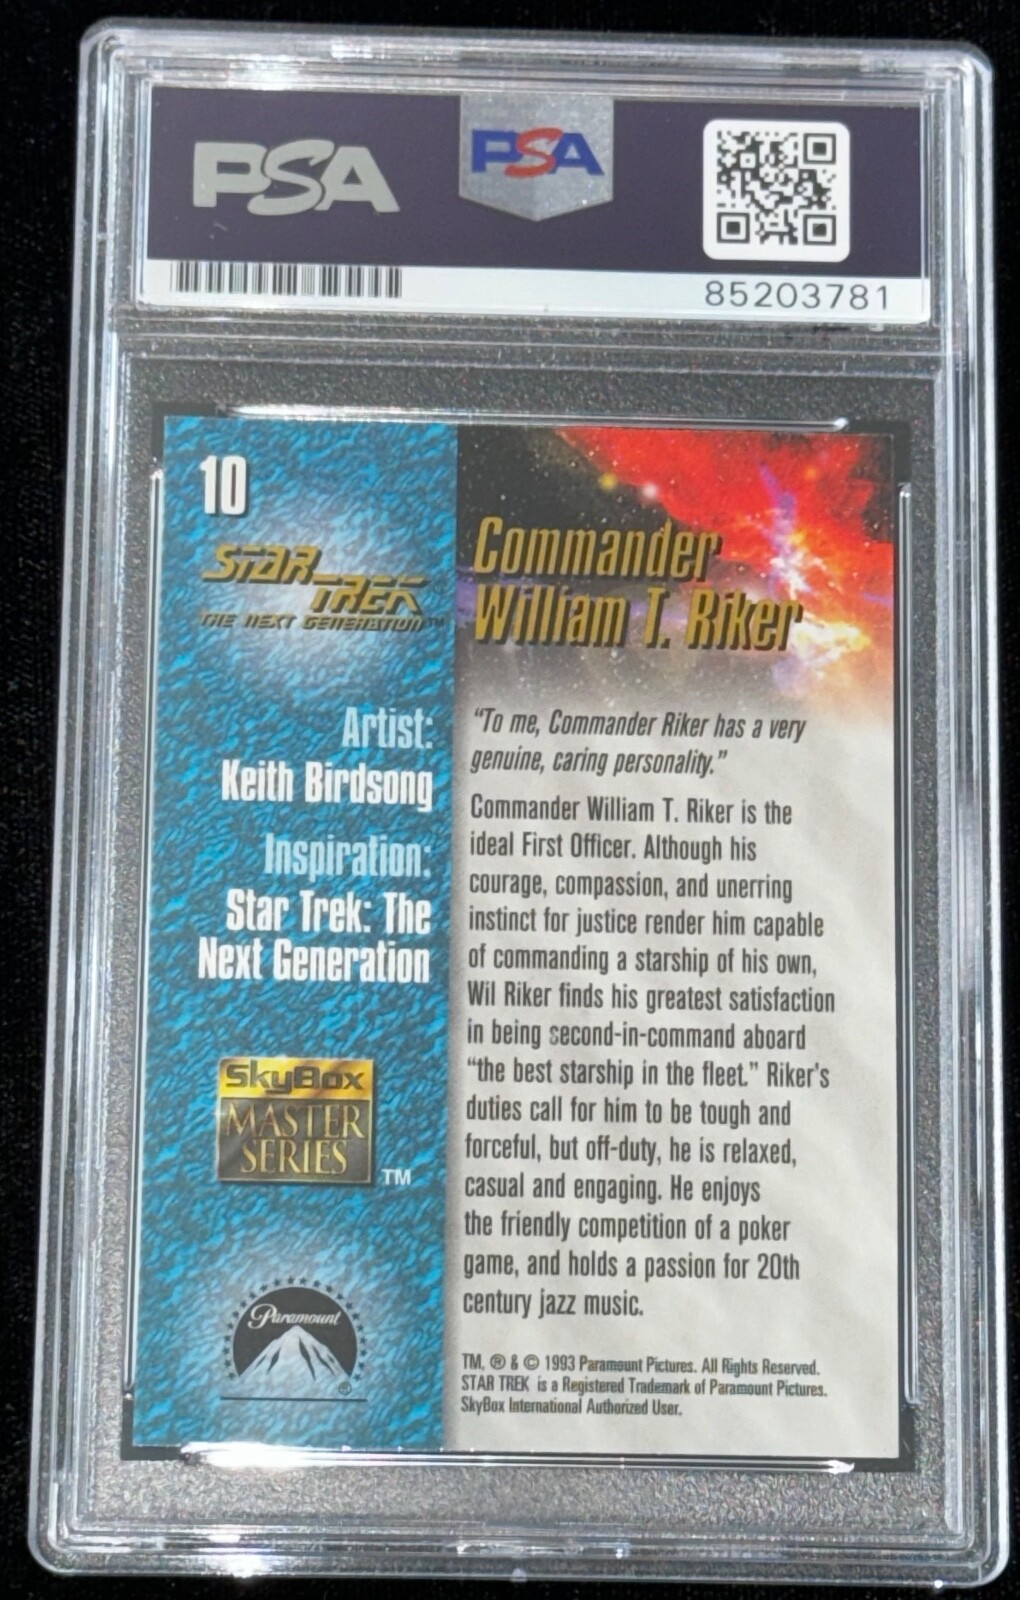 PSA
PSA
85203781
10
STAR TREK
THE NEXT GENERATION™
Artist:
Keith Birdsong
Inspiration:
Star Trek: The
Next Generation
SkyBox
MASTER
SERIES
TM
Paramount
®
Commander
William T. Riker
“To me, Commander Riker has a very
genuine, caring personality.”
Commander William T. Riker is the
ideal First Officer. Although his
courage, compassion, and unerring
instinct for justice render him capable
of commanding a starship of his own,
Wil Riker finds his greatest satisfaction
in being second-in-command aboard
“the best starship in the fleet.” Riker's
duties call for him to be tough and
forceful, but off-duty, he is relaxed,
casual and engaging. He enjoys
the friendly competition of a poker
game, and holds a passion for 20th
century jazz music.
TM, ® & © 1993 Paramount Pictures. All Rights Reserved.
STAR TREK is a Registered Trademark of Paramount Pictures.
SkyBox International Authorized User.